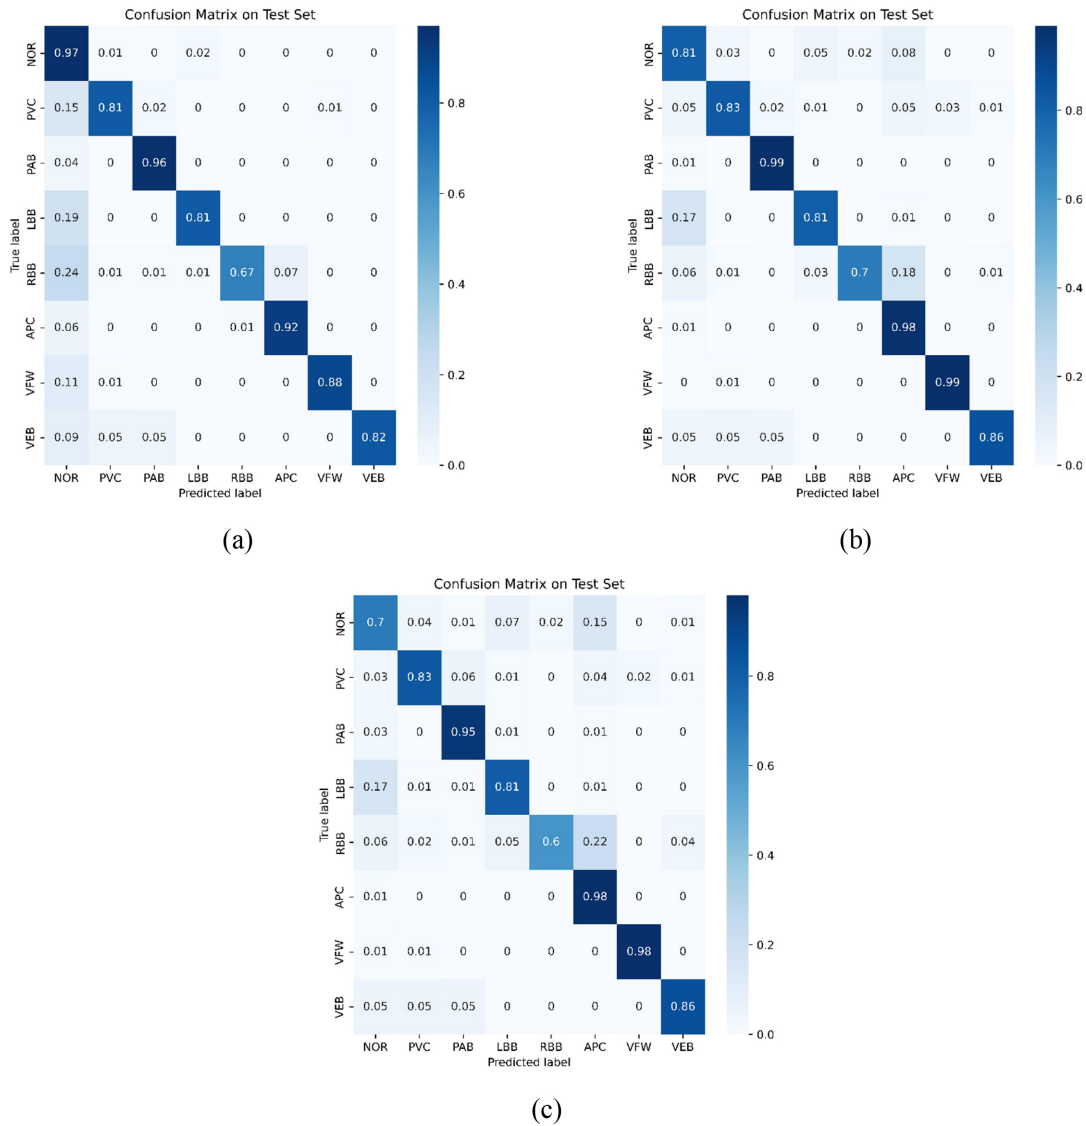 Confusion Matrix on Test Set
NOR 0.97 0.01 0 0.02 0 0 0 0
PVC 0.15 0.81 0.02 0 0 0 0.01 0
PAB 0.04 0 0.96 0 0 0 0 0
LBB 0.19 0 0 0.81 0 0 0 0
RBB 0.24 0.01 0.01 0.01 0.67 0.07 0 0
APC 0.06 0 0 0 0.01 0.92 0 0
VFW 0.11 0.01 0 0 0 0 0.88 0
VEB 0.09 0.05 0.05 0 0 0 0 0.82
NOR PVC PAB LBB RBB APC VFW VEB
Predicted label
True label
0.8
0.6
0.4
0.2
0.0
(a)
Confusion Matrix on Test Set
NOR 0.81 0.03 0 0.05 0.02 0.08 0 0
PVC 0.05 0.83 0.02 0.01 0 0.05 0.03 0.01
PAB 0.01 0 0.99 0 0 0 0 0
LBB 0.17 0 0 0.81 0 0.01 0 0
RBB 0.06 0.01 0 0.03 0.7 0.18 0 0.01
APC 0.01 0 0 0 0 0.98 0 0
VFW 0 0.01 0 0 0 0 0.99 0
VEB 0.05 0.05 0.05 0 0 0 0 0.86
NOR PVC PAB LBB RBB APC VFW VEB
Predicted label
True label
0.8
0.6
0.4
0.2
0.0
(b)
Confusion Matrix on Test Set
NOR 0.7 0.04 0.01 0.07 0.02 0.15 0 0.01
PVC 0.03 0.83 0.06 0.01 0 0.04 0.02 0.01
PAB 0.03 0 0.95 0.01 0 0.01 0 0
LBB 0.17 0.01 0.01 0.81 0 0.01 0 0
RBB 0.06 0.02 0.01 0.05 0.6 0.22 0 0.04
APC 0.01 0 0 0 0 0.98 0 0
VFW 0.01 0.01 0 0 0 0 0.98 0
VEB 0.05 0.05 0.05 0 0 0 0 0.86
NOR PVC PAB LBB RBB APC VFW VEB
Predicted label
True label
0.8
0.6
0.4
0.2
0.0
(c)